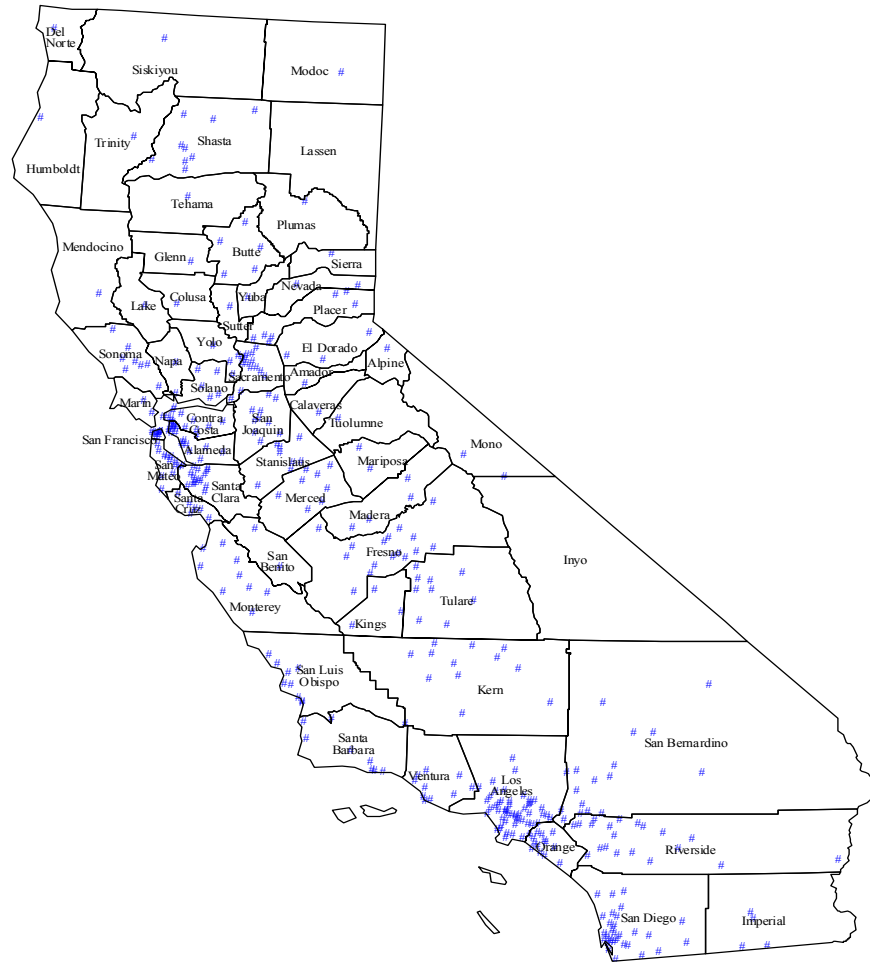 Del
Norte
Siskiyou
Modoc
Trinity
Shasta
Lassen
Humboldt
Tehama
Plumas
Mendocino
Glenn
Butte
Sierra
Lake
Colusa
Yuba
Nevada
Placer
Sutter
Yolo
El Dorado
Sonoma
Napa
Sacramento
Amador
Alpine
Solano
Marin
Contra
Costa
San
Joaquin
Calaveras
Tuolumne
San Francisco
Alameda
Mono
San
Mateo
Stanislaus
Mariposa
Santa
Clara
Santa
Cruz
Merced
Madera
Fresno
San
Benito
Inyo
Monterey
Kings
Tulare
San Luis
Obispo
Kern
Santa
Barbara
San Bernardino
Ventura
Los
Angeles
Orange
Riverside
San Diego
Imperial